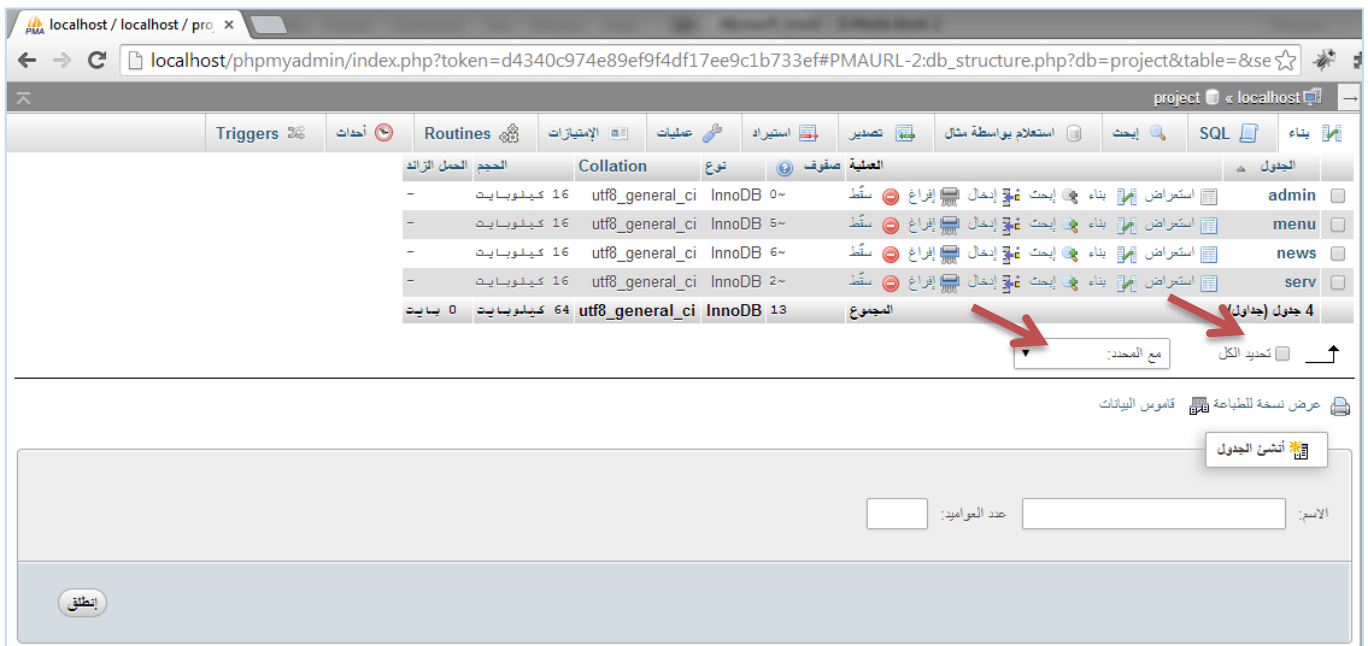 localhost / localhost / pro
localhost/phpmyadmin/index.php?token=d4340c974e89ef9f4df17ee9c1b733ef#PMAURL-2:db_structure.php?db=project&table=&se
localhost » project
بناء SQL إبحث استعلام بواسطة مثال تصدير استيراد عمليات الإمتيازات Routines أحداث Triggers
الجدول العملية صفوف نوع Collation الحجم الحمل الزائد
admin استعراض بناء إبحث إدخال إفراغ سقّط ~0 InnoDB utf8_general_ci 16 كيلوبايت -
menu استعراض بناء إبحث إدخال إفراغ سقّط ~5 InnoDB utf8_general_ci 16 كيلوبايت -
news استعراض بناء إبحث إدخال إفراغ سقّط ~6 InnoDB utf8_general_ci 16 كيلوبايت -
serv استعراض بناء إبحث إدخال إفراغ سقّط ~2 InnoDB utf8_general_ci 16 كيلوبايت -
4 جدول (جداول) المجموع 13 InnoDB utf8_general_ci 64 كيلوبايت 0 بايت
تحديد الكل مع المحدد:
عرض نسخة للطباعة قاموس البيانات
أنشئ الجدول
الاسم: عدد العواميد:
إنطلق